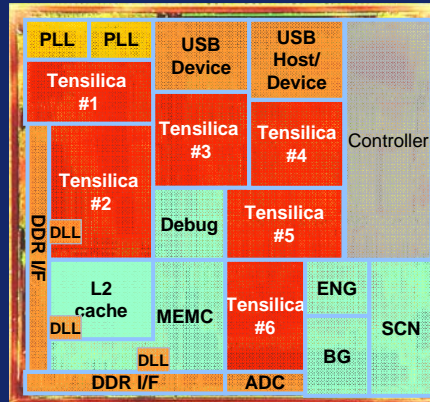 PLL
PLL
USB
Device
USB
Host/
Device
Tensilica
#1
Tensilica
#2
Tensilica
#3
Tensilica
#4
Controller
DDR I/F
DLL
Debug
Tensilica
#5
L2
cache
DLL
MEMC
DLL
Tensilica
#6
ENG
BG
SCN
DDR I/F
ADC